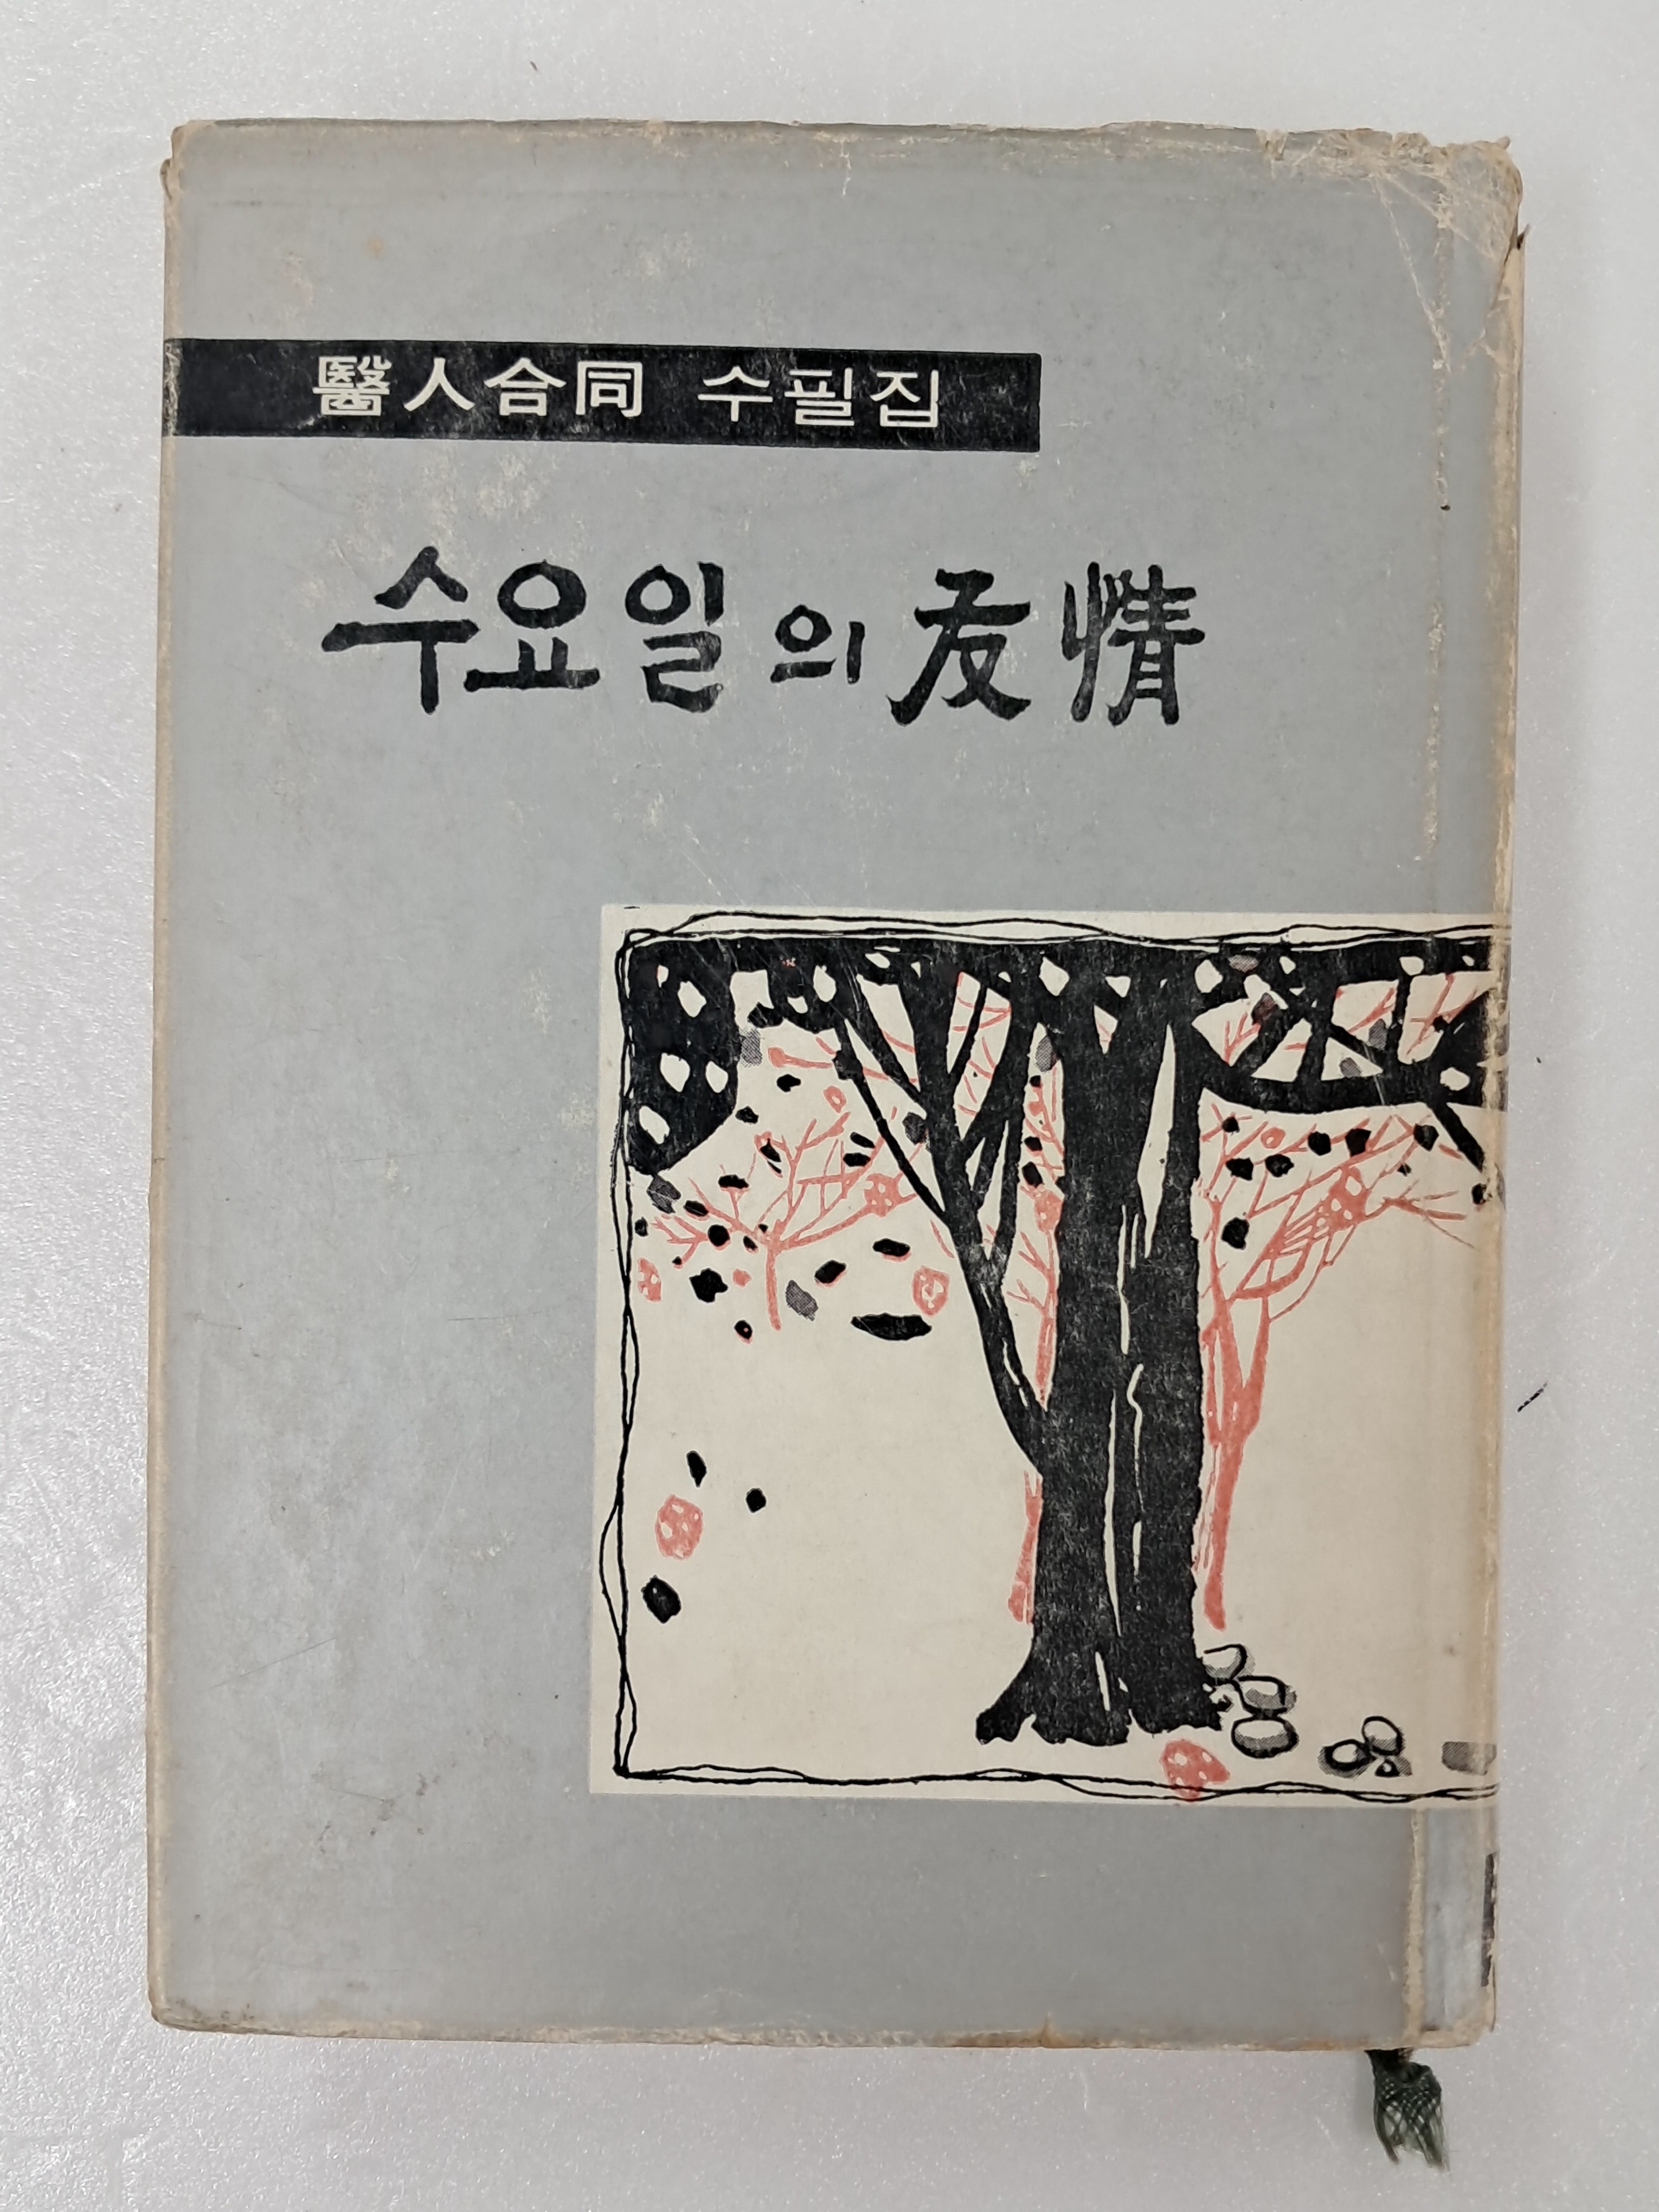 醫人合同 수필집
수요일의 友情